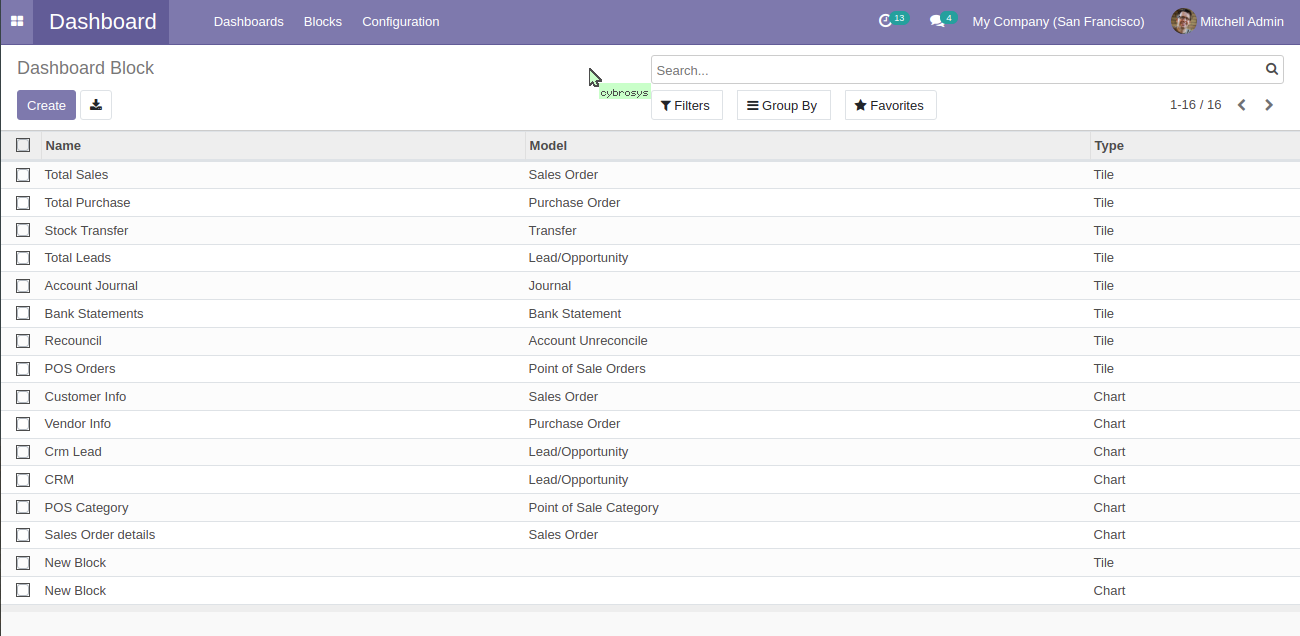 Dashboard Dashboards Blocks Configuration 13 4 My Company (San Francisco) Mitchell Admin
Dashboard Block Search...
cybrosys
Create Filters Group By Favorites 1-16 / 16
Name Model Type
Total Sales Sales Order Tile
Total Purchase Purchase Order Tile
Stock Transfer Transfer Tile
Total Leads Lead/Opportunity Tile
Account Journal Journal Tile
Bank Statements Bank Statement Tile
Recouncil Account Unreconcile Tile
POS Orders Point of Sale Orders Tile
Customer Info Sales Order Chart
Vendor Info Purchase Order Chart
Crm Lead Lead/Opportunity Chart
CRM Lead/Opportunity Chart
POS Category Point of Sale Category Chart
Sales Order details Sales Order Chart
New Block Tile
New Block Chart